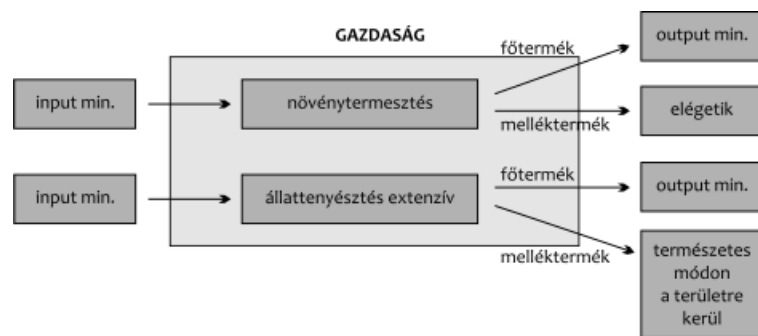 GAZDASÁG
főtermék
output min.
input min.
növénytermesztés
melléktermék
elégetik
input min.
állattenyésztés extenzív
főtermék
output min.
melléktermék
természetes
módon
a területre
kerül